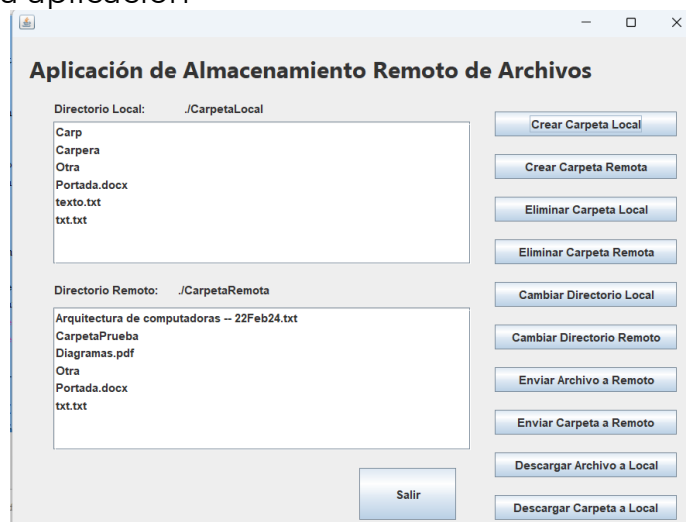 a aplicación
Aplicación de Almacenamiento Remoto de Archivos
Directorio Local: ./CarpetaLocal
Carp
Carpera
Otra
Portada.docx
texto.txt
txt.txt
Directorio Remoto: ./CarpetaRemota
Arquitectura de computadoras -- 22Feb24.txt
CarpetaPrueba
Diagramas.pdf
Otra
Portada.docx
txt.txt
Salir
Crear Carpeta Local
Crear Carpeta Remota
Eliminar Carpeta Local
Eliminar Carpeta Remota
Cambiar Directorio Local
Cambiar Directorio Remoto
Enviar Archivo a Remoto
Enviar Carpeta a Remoto
Descargar Archivo a Local
Descargar Carpeta a Local